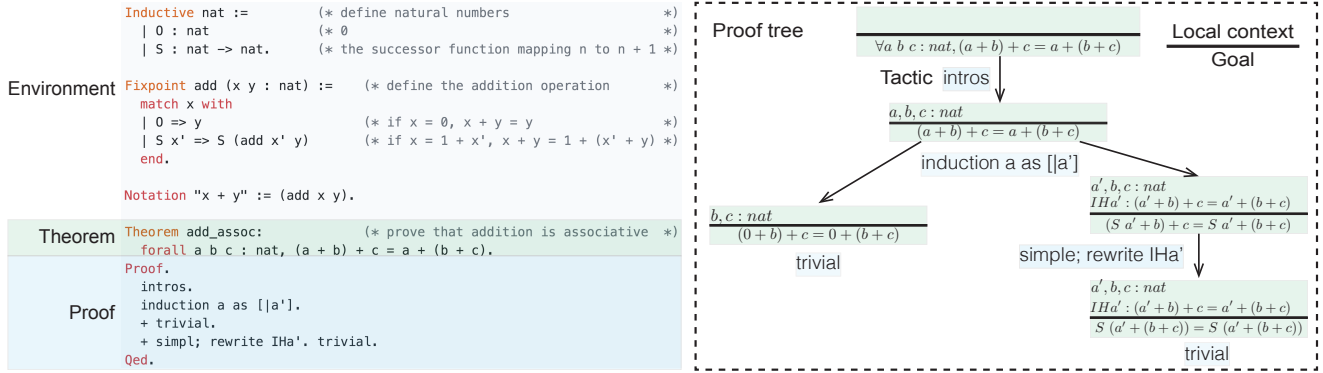 Environment
Inductive nat := (* define natural numbers *)
| O : nat (* 0 *)
| S : nat -> nat. (* the successor function mapping n to n + 1 *)
Fixpoint add (x y : nat) := (* define the addition operation *)
match x with
| O => y (* if x = 0, x + y = y *)
| S x' => S (add x' y) (* if x = 1 + x', x + y = 1 + (x' + y) *)
end.
Notation "x + y" := (add x y).
Theorem
Theorem add_assoc: (* prove that addition is associative *)
forall a b c : nat, (a + b) + c = a + (b + c).
Proof
Proof.
intros.
induction a as [|a'].
+ trivial.
+ simpl; rewrite IHa'. trivial.
Qed.
Proof tree
∀a b c : nat, (a + b) + c = a + (b + c)
Local context
Goal
Tactic intros
a, b, c : nat
(a + b) + c = a + (b + c)
induction a as [|a']
b, c : nat
(0 + b) + c = 0 + (b + c)
trivial
a′, b, c : nat
IHa′ : (a′ + b) + c = a′ + (b + c)
(S a′ + b) + c = S a′ + (b + c)
simple; rewrite IHa'
a′, b, c : nat
IHa′ : (a′ + b) + c = a′ + (b + c)
S (a′ + (b + c)) = S (a′ + (b + c))
trivial